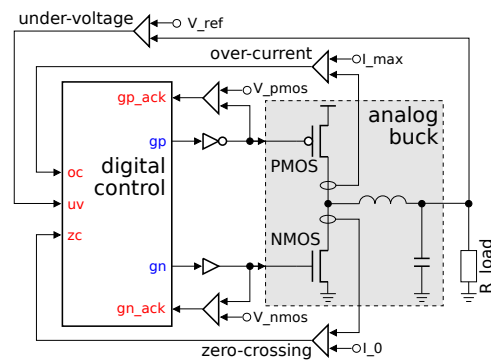 under-voltage
V_ref
over-current
I_max
gp_ack
V_pmos
analog
buck
gp
digital
control
PMOS
oc
uv
zc
NMOS
gn
R_load
gn_ack
V_nmos
zero-crossing
I_0